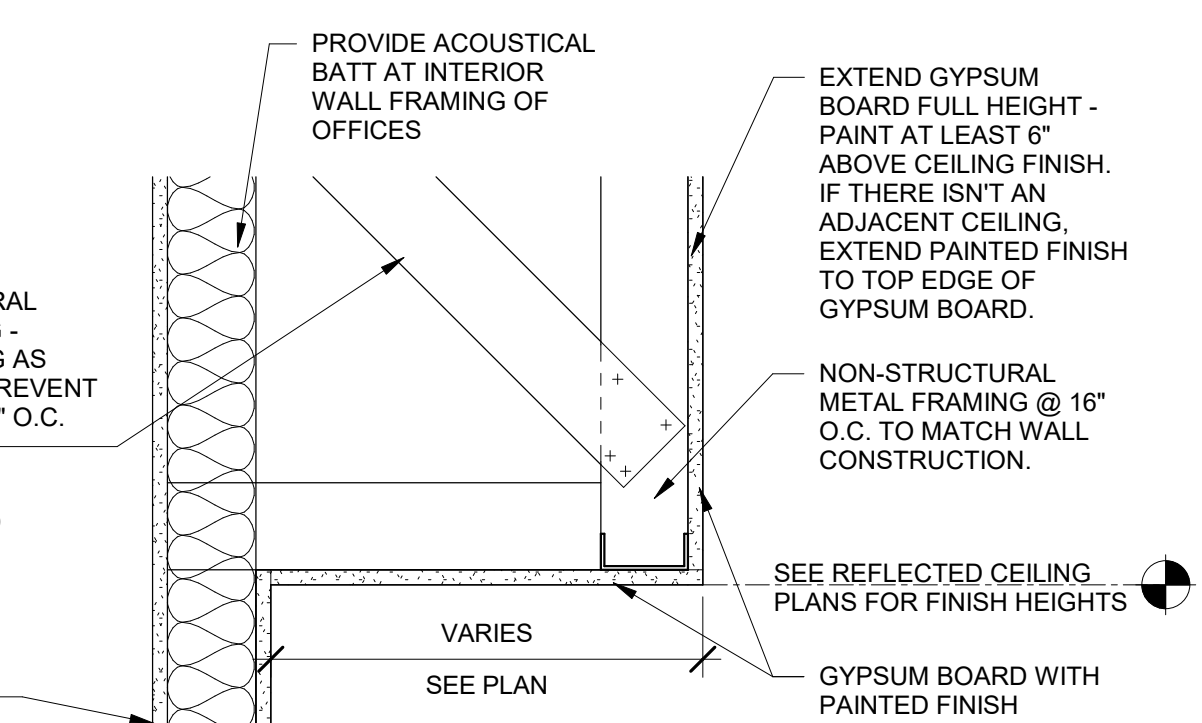 PROVIDE ACOUSTICAL
BATT AT INTERIOR
WALL FRAMING OF
OFFICES
EXTEND GYPSUM
BOARD FULL HEIGHT -
PAINT AT LEAST 6"
ABOVE CEILING FINISH.
IF THERE ISN'T AN
ADJACENT CEILING,
EXTEND PAINTED FINISH
TO TOP EDGE OF
GYPSUM BOARD.
AS
" O.C.
NON-STRUCTURAL
METAL FRAMING @ 16"
O.C. TO MATCH WALL
CONSTRUCTION.
SEE REFLECTED CEILING
PLANS FOR FINISH HEIGHTS
VARIES
SEE PLAN
GYPSUM BOARD WITH
PAINTED FINISH